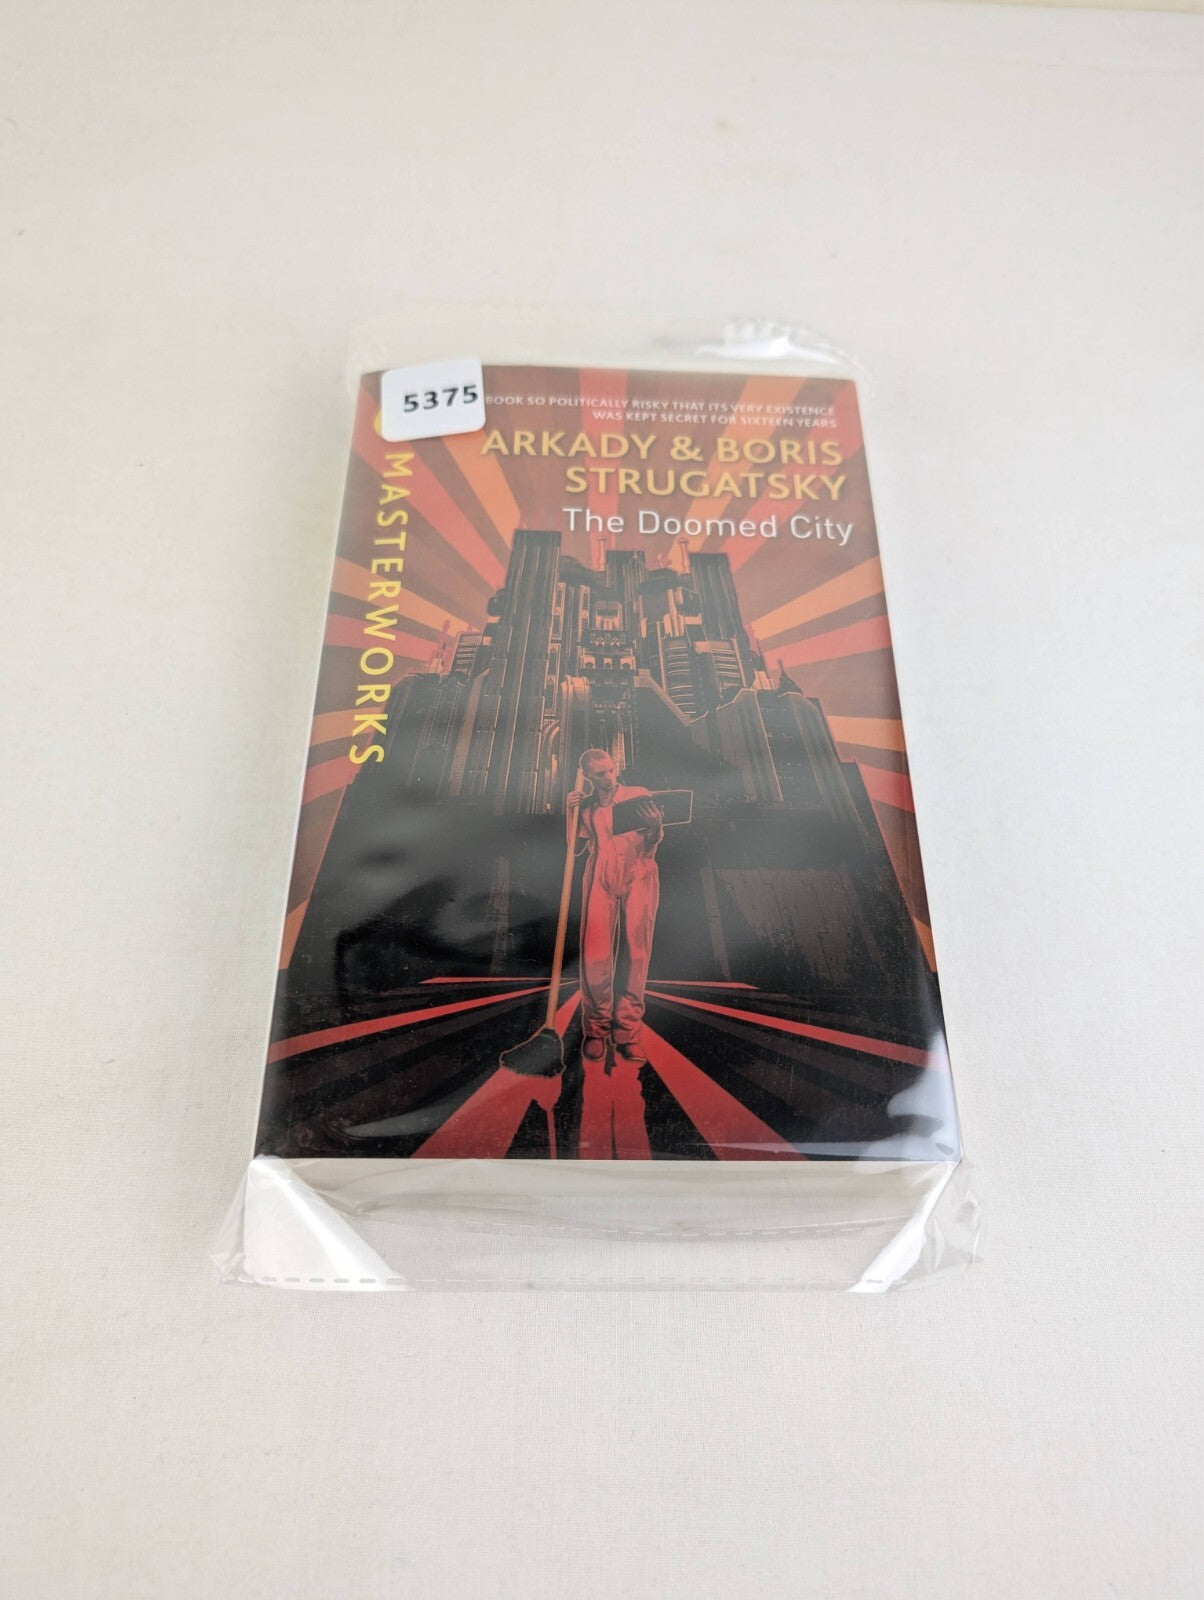 5375
BOOK SO POLITICALLY RISKY THAT ITS VERY EXISTENCE
WAS KEPT SECRET FOR SIXTEEN YEARS
ARKADY & BORIS
STRUGATSKY
The Doomed City
MASTERWORKS